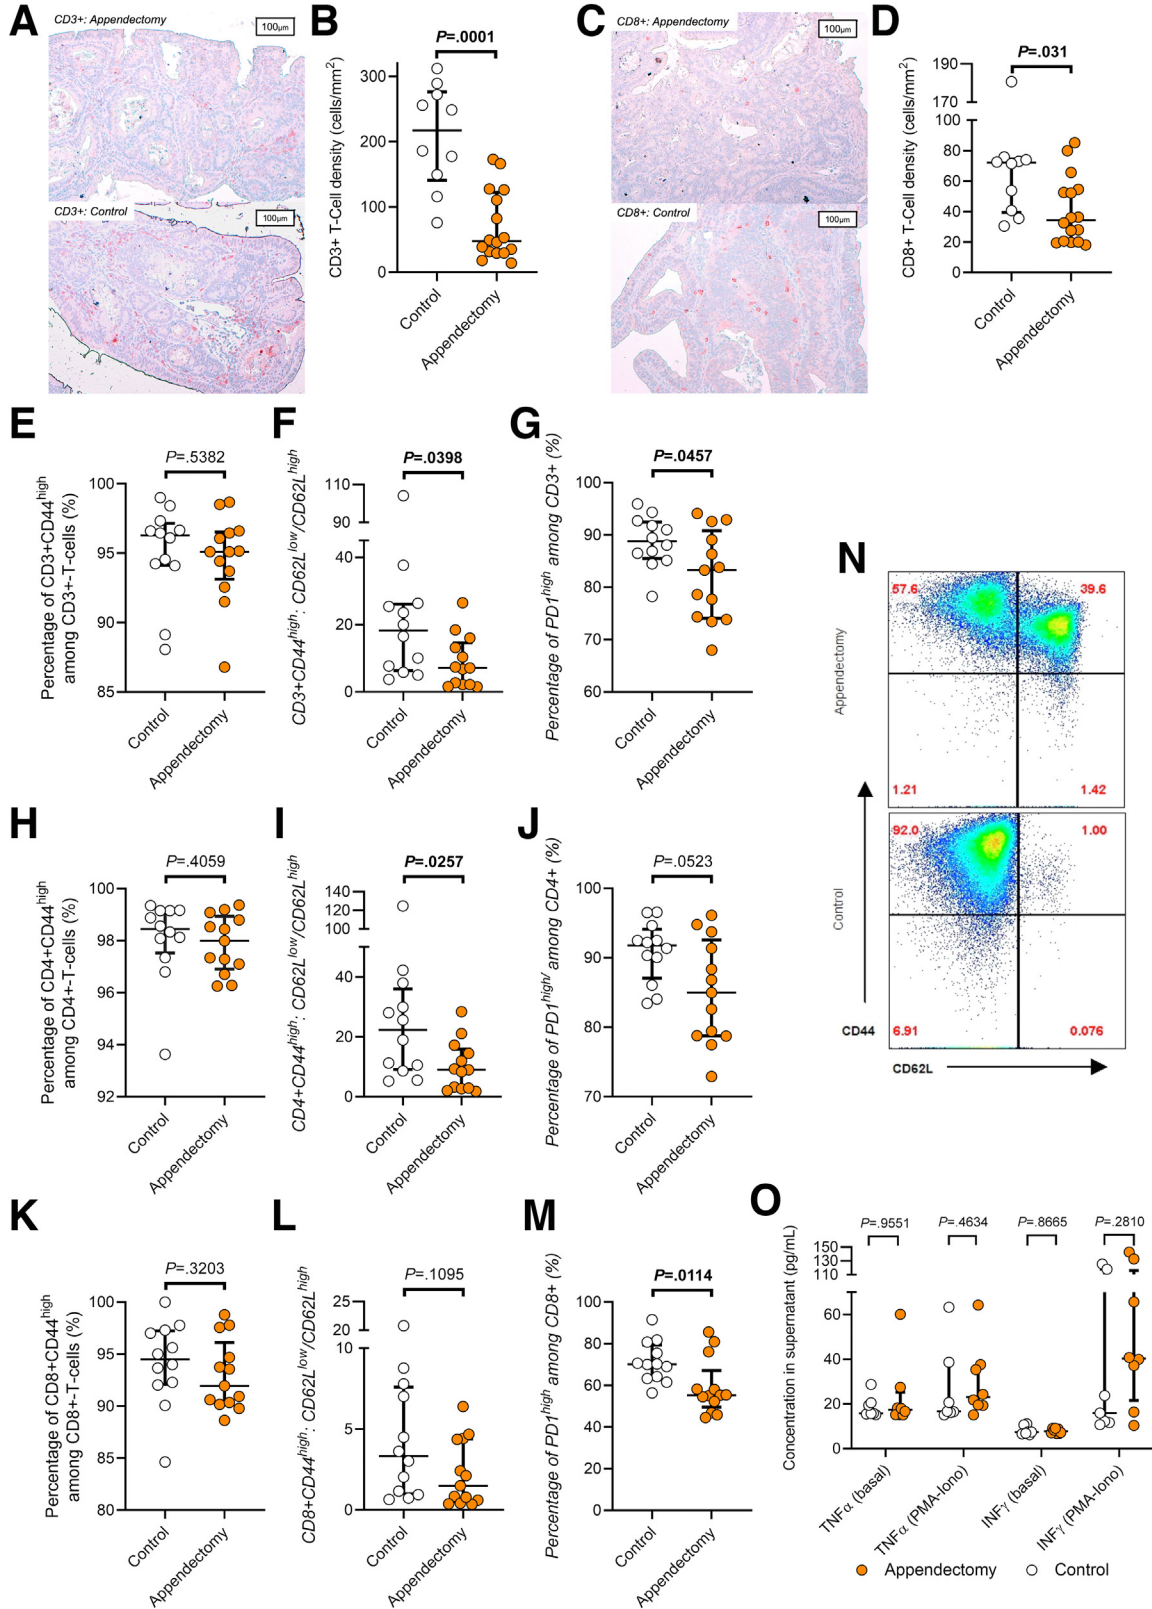 A
CD3+: Appendectomy
100µm
CD3+: Control
100µm
B
P=.0001
CD3+ T-Cell density (cells/mm²)
300
200
100
0
Control
Appendectomy
C
CD8+: Appendectomy
100µm
CD8+: Control
100µm
D
P=.031
CD8+ T-Cell density (cells/mm²)
190
170
100
80
60
40
20
0
Control
Appendectomy
E
P=.5382
Percentage of CD3+CD44high
among CD3+-T-cells (%)
100
95
90
85
Control
Appendectomy
F
P=.0398
CD3+CD44high: CD62Llow/CD62Lhigh
110
90
40
20
0
Control
Appendectomy
G
P=.0457
Percentage of PD1high among CD3+ (%)
100
90
80
70
60
Control
Appendectomy
H
P=.4059
Percentage of CD4+CD44high
among CD4+-T-cells (%)
100
98
96
94
92
Control
Appendectomy
I
P=.0257
CD4+CD44high: CD62Llow/CD62Lhigh
140
120
100
40
20
0
Control
Appendectomy
J
P=.0523
Percentage of PD1high/ among CD4+ (%)
100
90
80
70
Control
Appendectomy
K
P=.3203
Percentage of CD8+CD44high
among CD8+-T-cells (%)
100
95
90
85
80
Control
Appendectomy
L
P=.1095
CD8+CD44high: CD62Llow/CD62Lhigh
25
20
10
5
0
Control
Appendectomy
M
P=.0114
Percentage of PD1high among CD8+ (%)
100
80
60
40
20
0
Control
Appendectomy
N
Appendectomy
57.6
39.6
1.21
1.42
Control
92.0
1.00
6.91
0.076
CD44
CD62L
O
P=.9551
P=.4634
P=.8665
P=.2810
Concentration in supernatant (pg/mL)
150
130
110
60
40
20
0
TNFα (basal)
TNFα (PMA-Iono)
INFγ (basal)
INFγ (PMA-Iono)
Appendectomy
Control